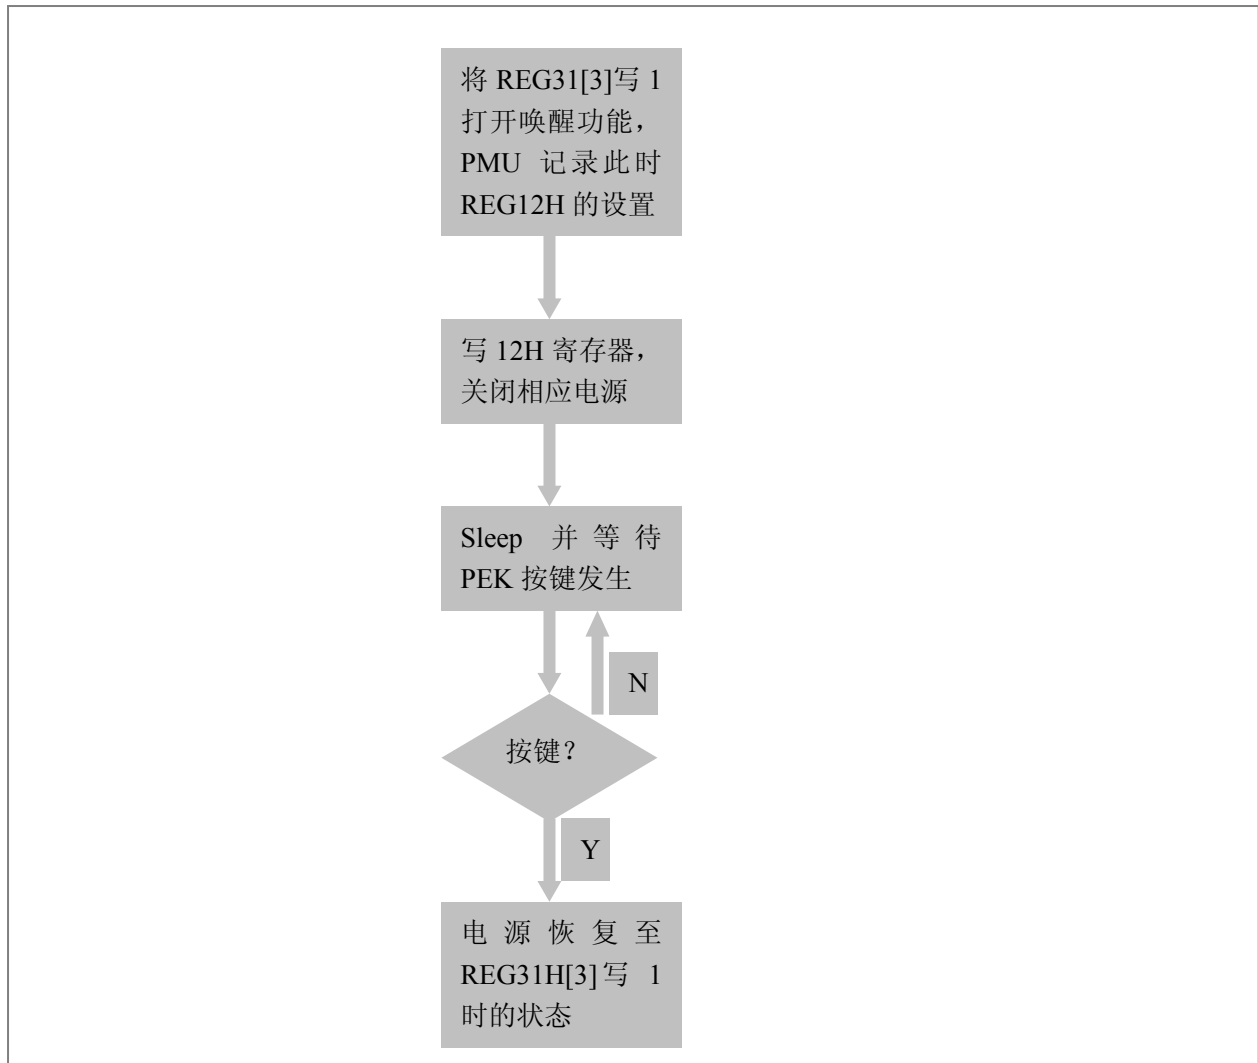 将 REG31[3]写 1
打开唤醒功能，
PMU 记录此时
REG12H 的设置
写 12H 寄存器，
关闭相应电源
Sleep 并等待
PEK 按键发生
N
按键？
Y
电源恢复至
REG31H[3]写 1
时的状态